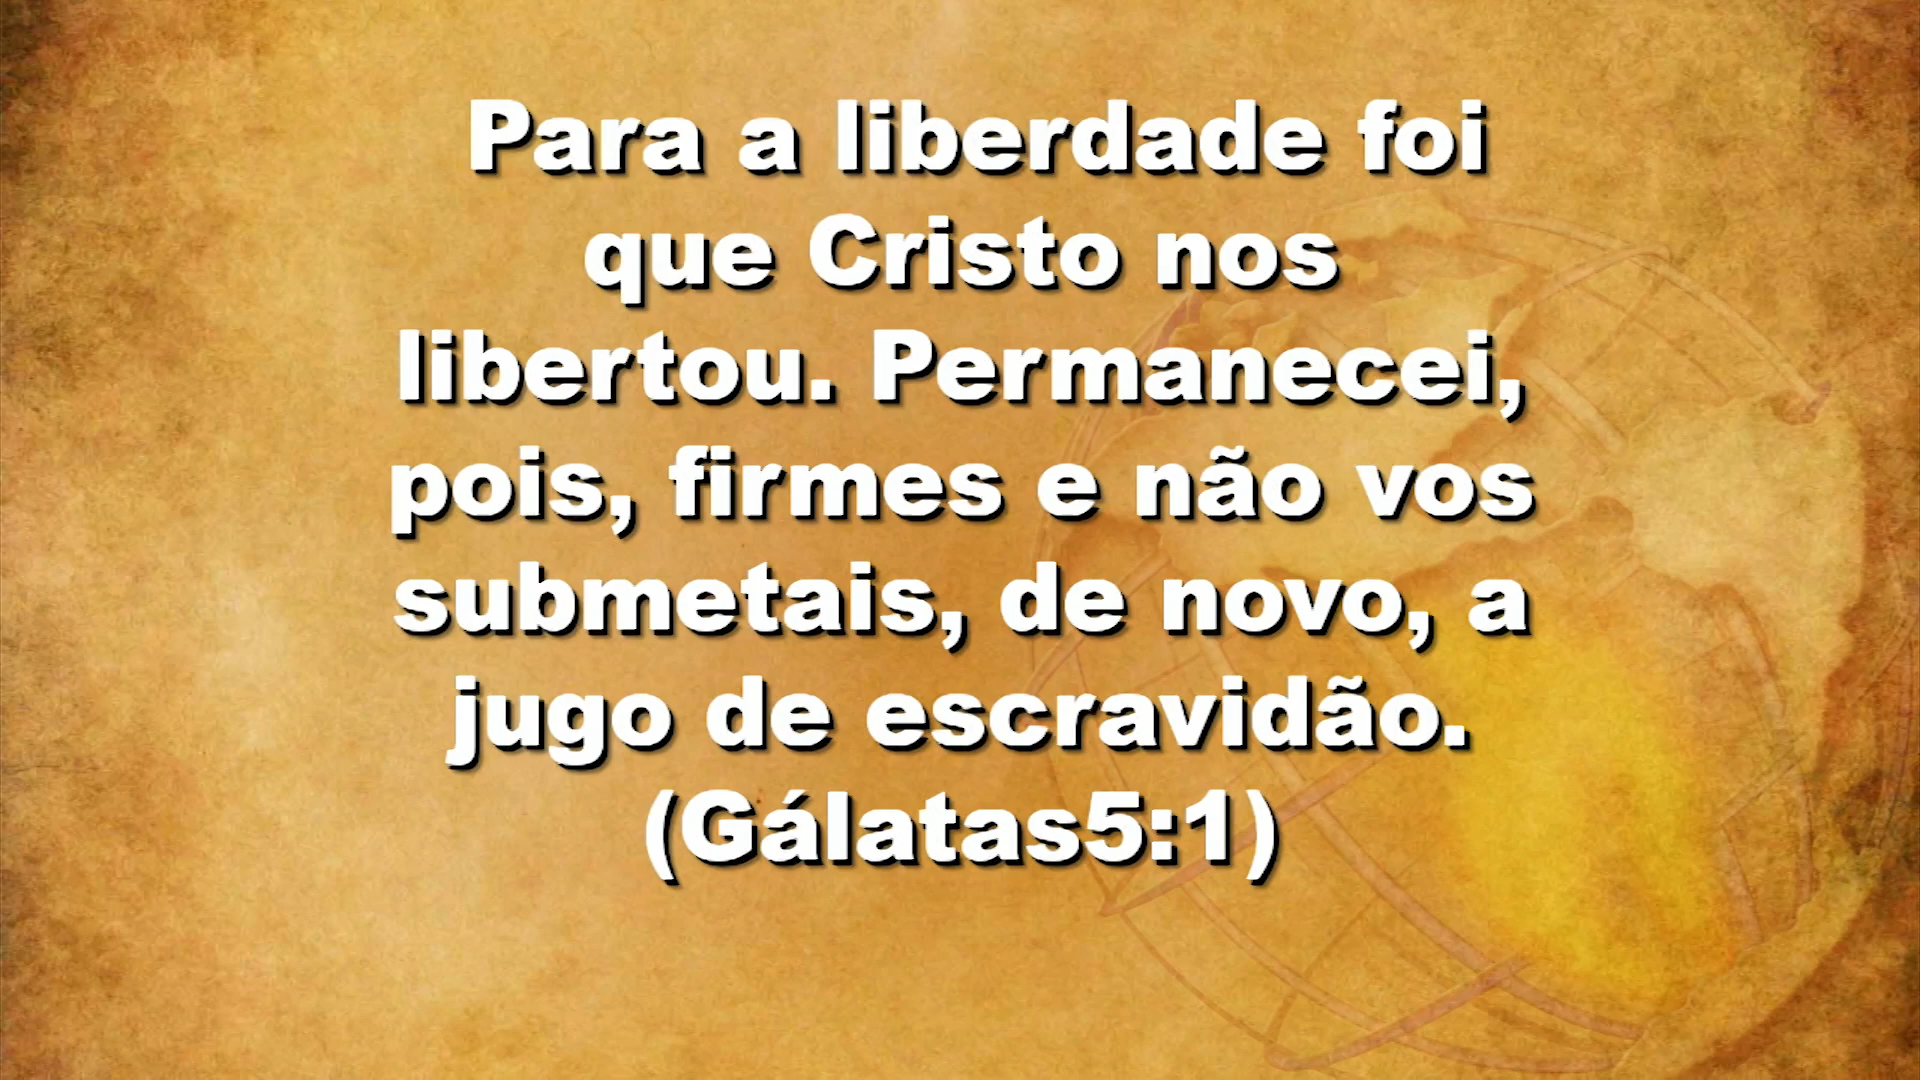 Para a liberdade foi
que Cristo nos
libertou. Permanecei,
pois, firmes e não vos
submetais, de novo, a
jugo de escravidão.
(Gálatas5:1)